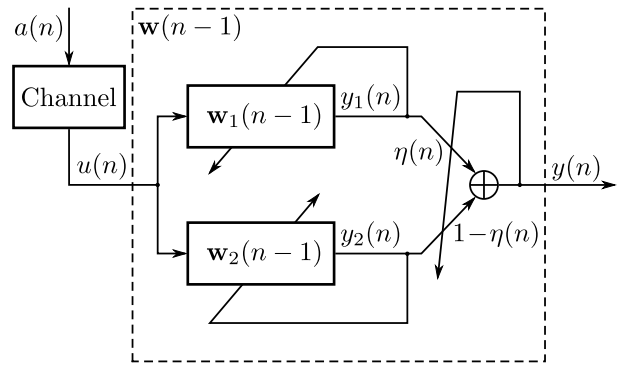 a(n)
w(n − 1)
Channel
w₁(n−1)
y₁(n)
η(n)
u(n)
y(n)
w₂(n−1)
y₂(n)
1−η(n)